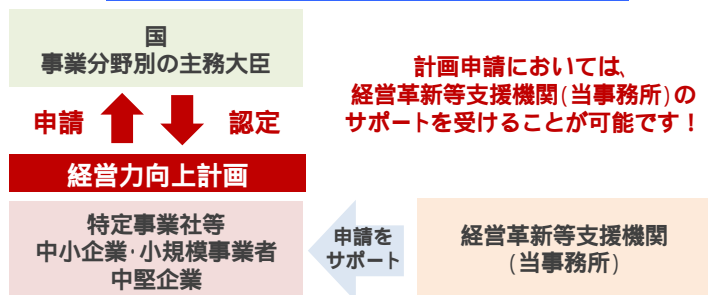 国
事業分野別の主務大臣
計画申請においては、
経営革新等支援機関(当事務所)の
サポートを受けることが可能です！
申請
認定
経営力向上計画
特定事業社等
中小企業・小規模事業者
中堅企業
申請を
サポート
経営革新等支援機関
(当事務所)